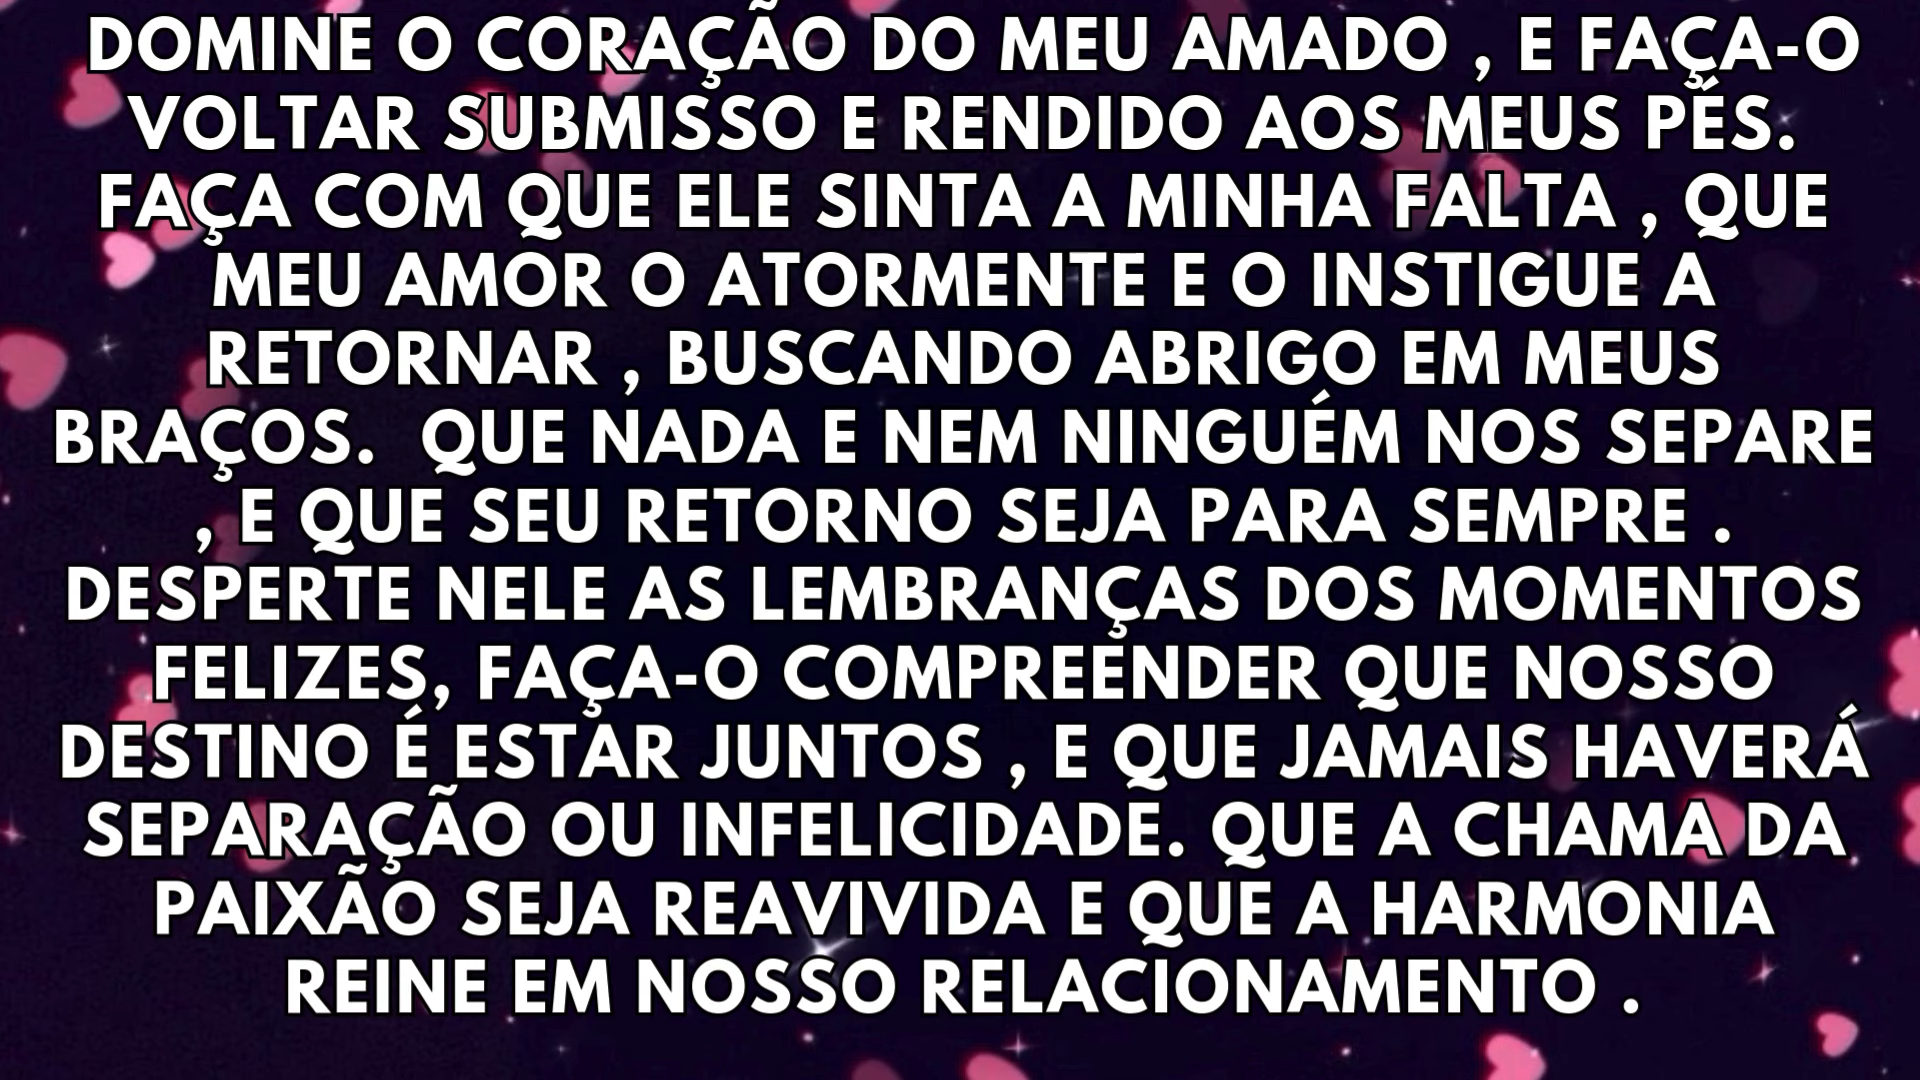 DOMINE O CORAÇÃO DO MEU AMADO , E FAÇA-O
VOLTAR SUBMISSO E RENDIDO AOS MEUS PÉS.
FAÇA COM QUE ELE SINTA A MINHA FALTA , QUE
MEU AMOR O ATORMENTE E O INSTIGUE A
RETORNAR , BUSCANDO ABRIGO EM MEUS
BRAÇOS.  QUE NADA E NEM NINGUÉM NOS SEPARE
, E QUE SEU RETORNO SEJA PARA SEMPRE .
DESPERTE NELE AS LEMBRANÇAS DOS MOMENTOS
FELIZES, FAÇA-O COMPREENDER QUE NOSSO
DESTINO É ESTAR JUNTOS , E QUE JAMAIS HAVERÁ
SEPARAÇÃO OU INFELICIDADE. QUE A CHAMA DA
PAIXÃO SEJA REAVIVIDA E QUE A HARMONIA
REINE EM NOSSO RELACIONAMENTO .